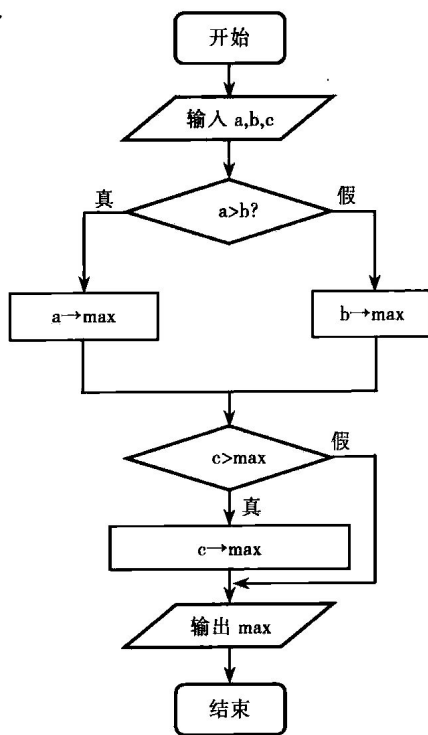 开始
输入 a,b,c
真
a>b?
假
a→max
b→max
c>max
假
真
c→max
输出 max
结束